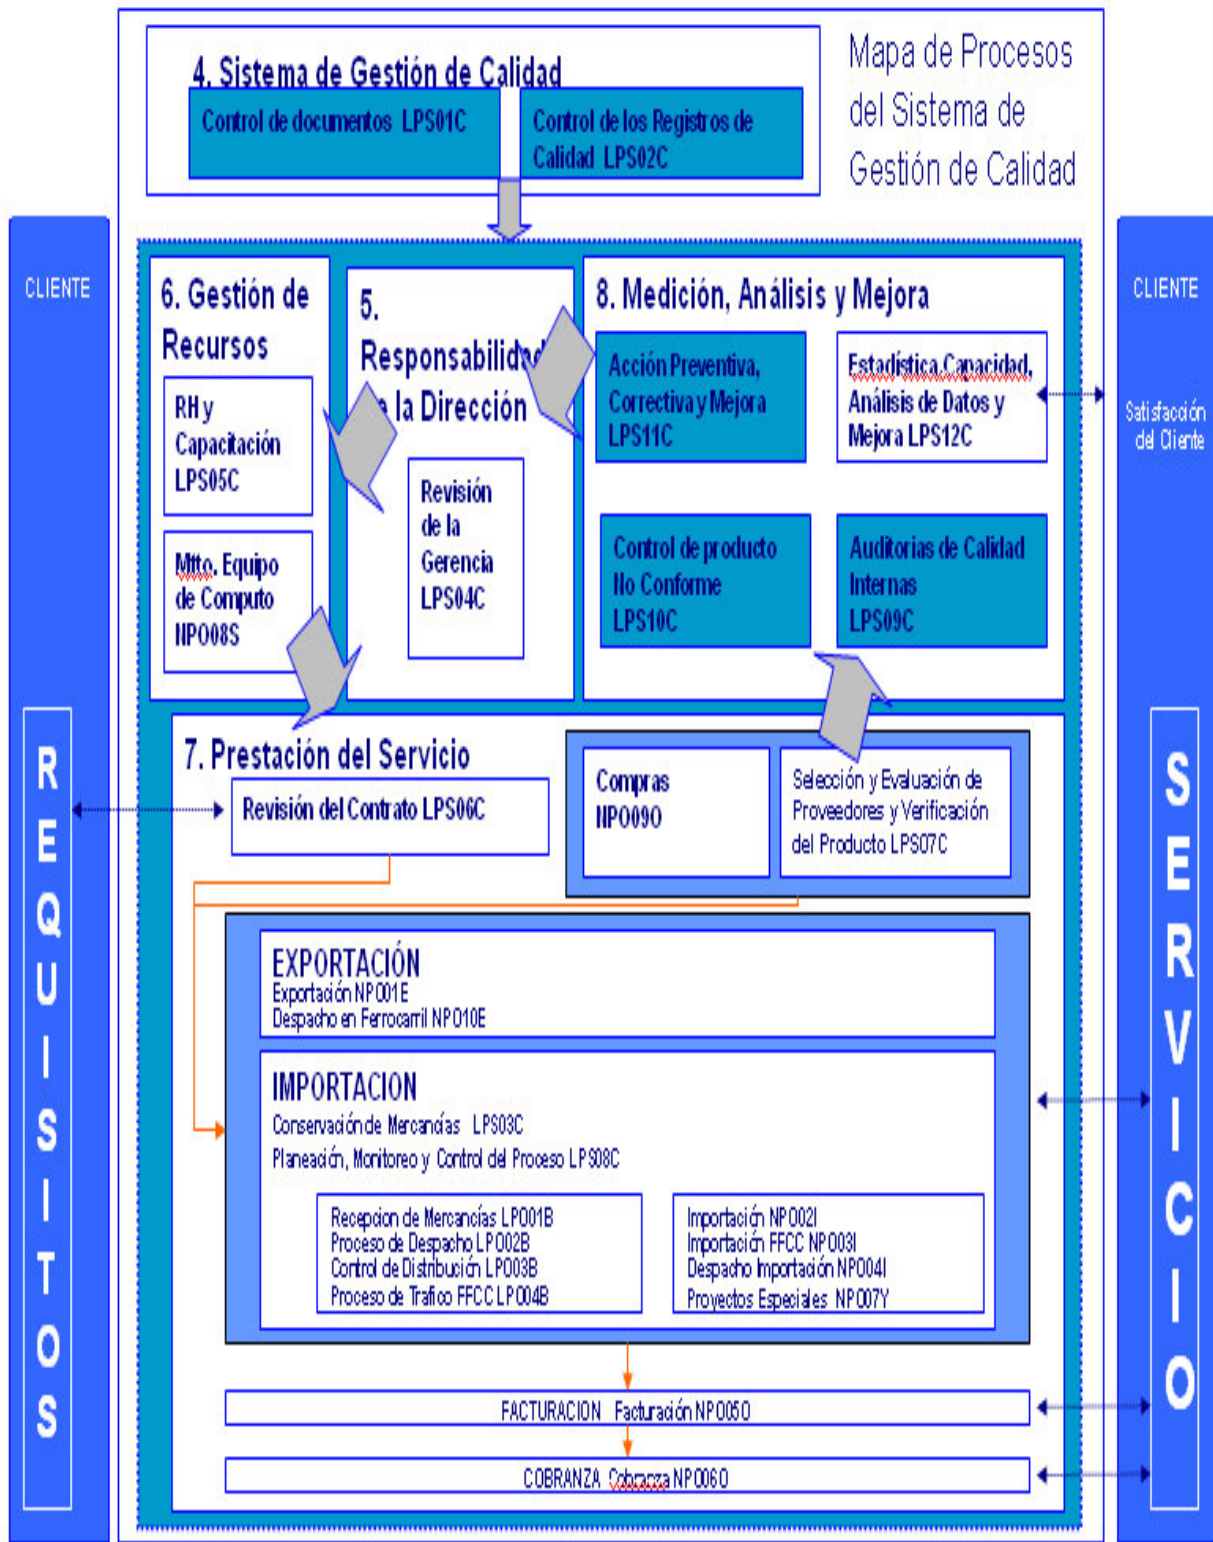 Mapa de Procesos
del Sistema de
Gestión de Calidad
4. Sistema de Gestión de Calidad
Control de documentos LPS01C
Control de los Registros de
Calidad LPS02C
CLIENTE
REQUISITOS
6. Gestión de
Recursos
RH y
Capacitación
LPS05C
Mtto. Equipo
de Computo
NPO08S
5.
Responsabilidad
la Dirección
Revisión
de la
Gerencia
LPS04C
8. Medición, Análisis y Mejora
Acción Preventiva,
Correctiva y Mejora
LPS11C
Estadística,Capacidad,
Análisis de Datos y
Mejora LPS12C
Control de producto
No Conforme
LPS10C
Auditorias de Calidad
Internas
LPS09C
CLIENTE
Satisfacción
del Cliente
SERVICIO
7. Prestación del Servicio
Revisión del Contrato LPS06C
Compras
NPO09O
Selección y Evaluación de
Proveedores y Verificación
del Producto LPS07C
EXPORTACIÓN
Exportación NPO01E
Despacho en Ferrocarril NPO10E
IMPORTACION
Conservación de Mercancías LPS03C
Planeación, Monitoreo y Control del Proceso LPS08C
Recepcion de Mercancías LPO01B
Proceso de Despacho LPO02B
Control de Distribución LPO03B
Proceso de Trafico FFCC LPO04B
Importación NPO02I
Importación FFCC NPO03I
Despacho Importación NPO04I
Proyectos Especiales NPO07Y
FACTURACION Facturación NPO05O
COBRANZA Cobranza NPO06O